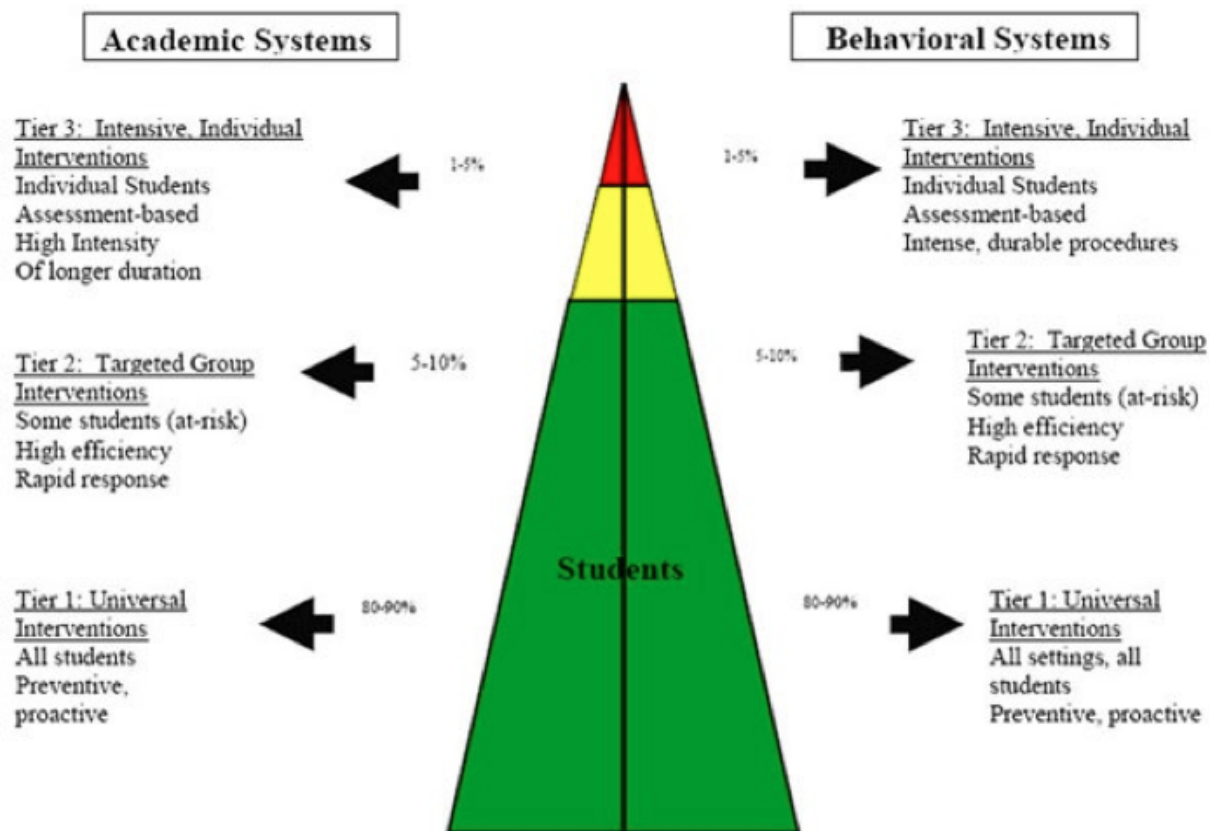 Academic Systems
Behavioral Systems
Tier 3: Intensive, Individual
Interventions
Individual Students
Assessment-based
High Intensity
Of longer duration
1-5%
1-5%
Tier 3: Intensive, Individual
Interventions
Individual Students
Assessment-based
Intense, durable procedures
Tier 2: Targeted Group
Interventions
Some students (at-risk)
High efficiency
Rapid response
5-10%
5-10%
Tier 2: Targeted Group
Interventions
Some students (at-risk)
High efficiency
Rapid response
Students
Tier 1: Universal
Interventions
All students
Preventive,
proactive
80-90%
80-90%
Tier 1: Universal
Interventions
All settings, all
students
Preventive, proactive